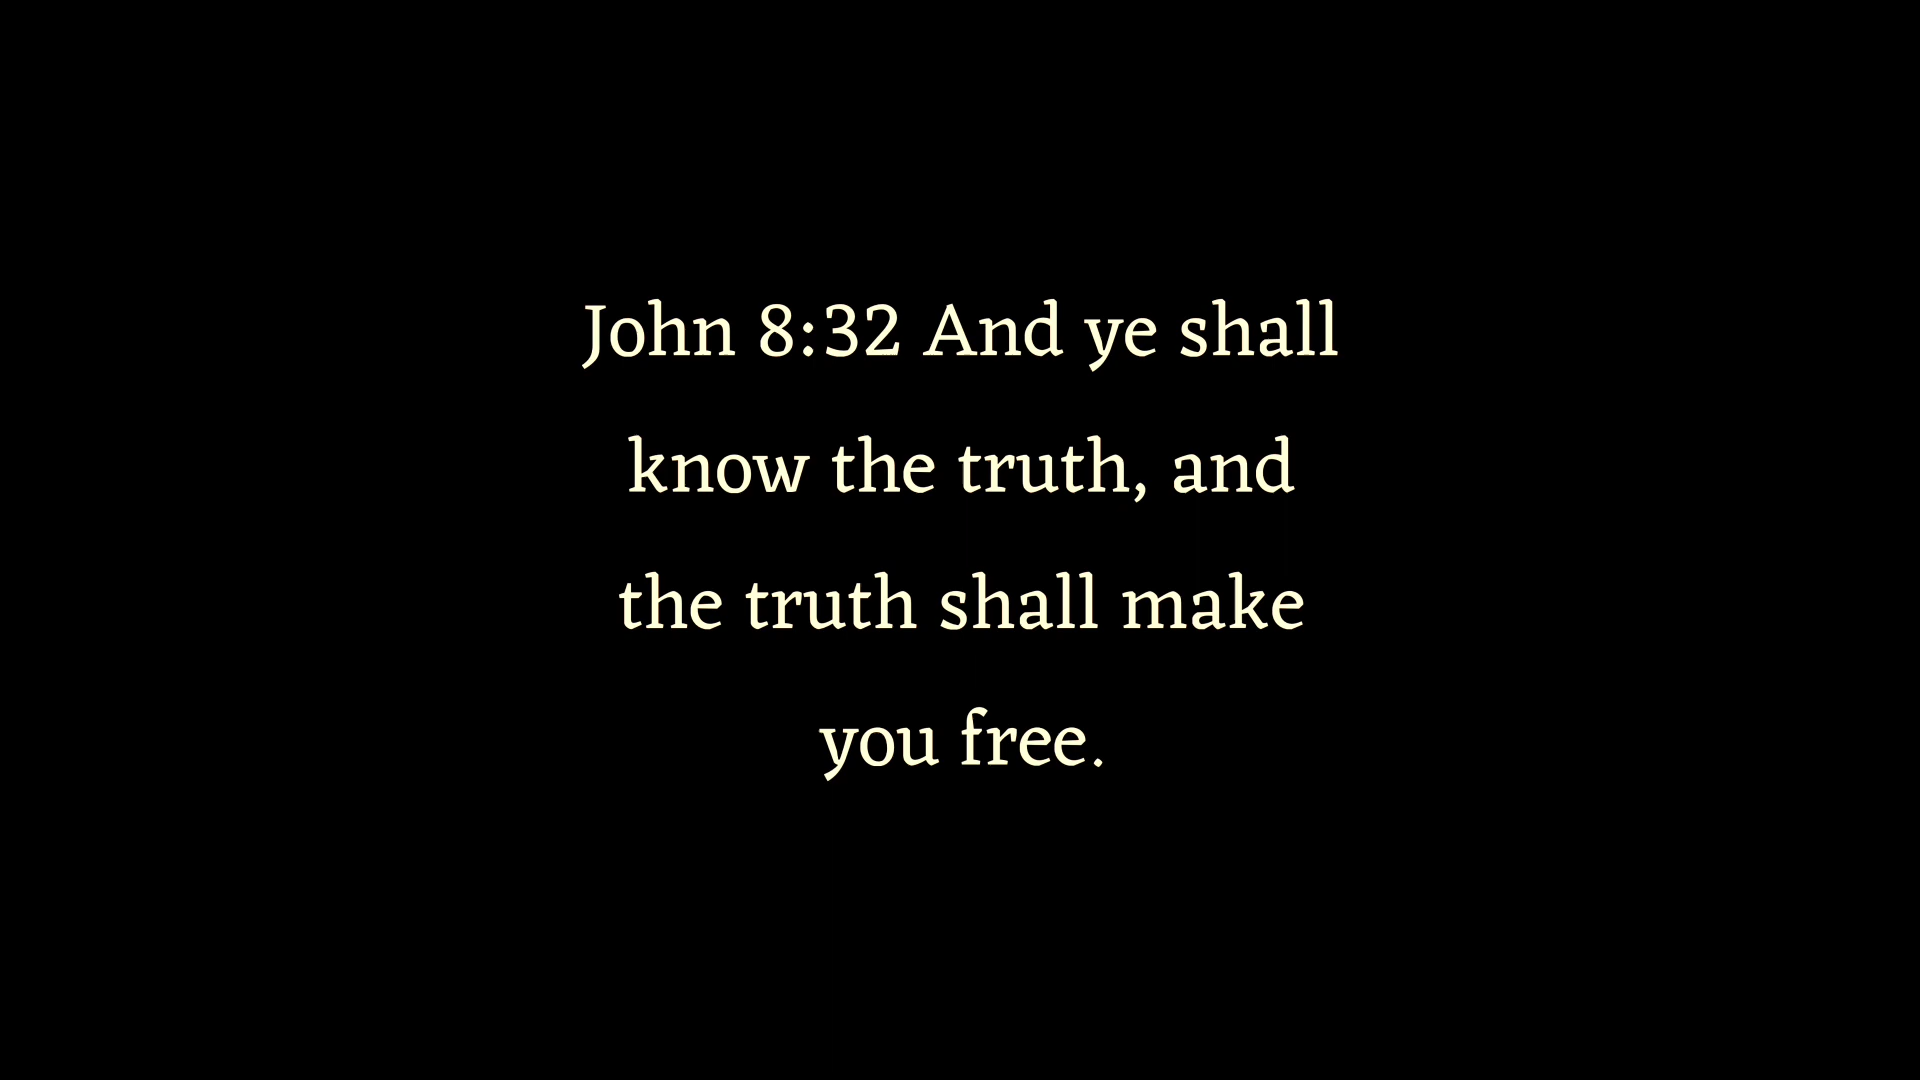 John 8:32 And ye shall
know the truth, and
the truth shall make
you free.